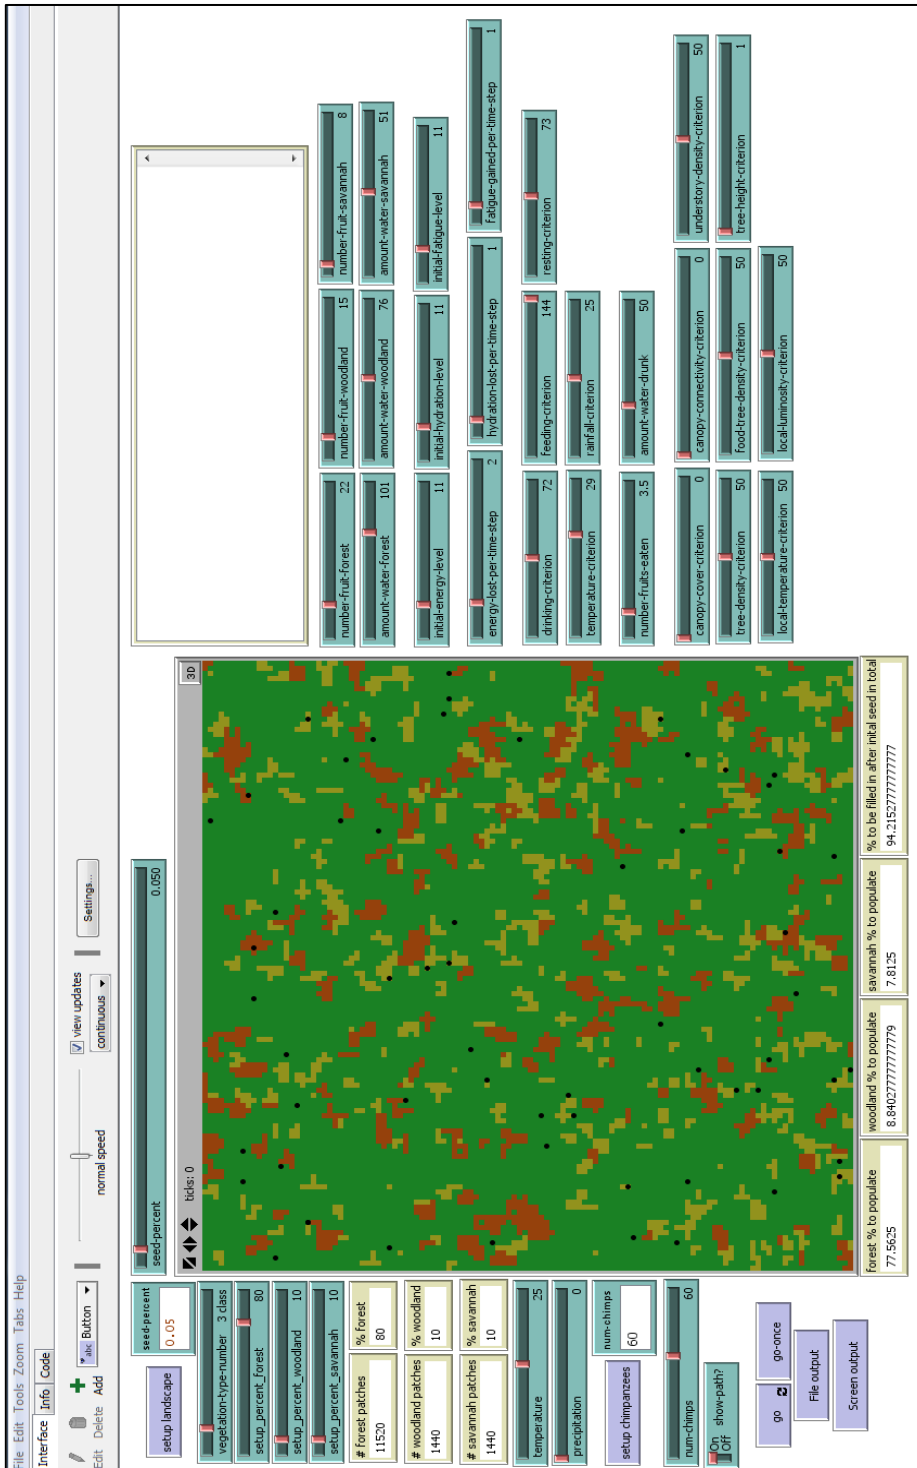 File Edit Tools Zoom Tabs Help
Interface Info Code
Edit Delete Add
abc Button
normal speed
view updates
continuous
Settings...
setup landscape
seed-percent
0.05
seed-percent 0.050
vegetation-type-number 3 class
setup_percent_forest 80
setup_percent_woodland 10
setup_percent_savannah 10
# forest patches
11520
% forest
80
# woodland patches
1440
% woodland
10
# savannah patches
1440
% savannah
10
temperature 25
precipitation 0
setup chimpanzees
num-chimps
60
num-chimps 60
On
Off
show-path?
go
go-once
File output
Screen output
ticks: 0
3D
forest % to populate
77.5625
woodland % to populate
8.840277777777779
savannah % to populate
7.8125
% to be filled in after inital seed in total
94.21527777777777
number-fruit-forest 22
number-fruit-woodland 15
number-fruit-savannah 8
amount-water-forest 101
amount-water-woodland 76
amount-water-savannah 51
initial-energy-level 11
initial-hydration-level 11
initial-fatigue-level 11
energy-lost-per-time-step 2
hydration-lost-per-time-step 1
fatigue-gained-per-time-step 1
drinking-criterion 72
feeding-criterion 144
resting-criterion 73
temperature-criterion 29
rainfall-criterion 25
number-fruits-eaten 3.5
amount-water-drunk 50
canopy-cover-criterion 0
canopy-connectivity-criterion 0
understory-density-criterion 50
tree-density-criterion 50
food-tree-density-criterion 50
tree-height-criterion 1
local-temperature-criterion 50
local-luminosity-criterion 50